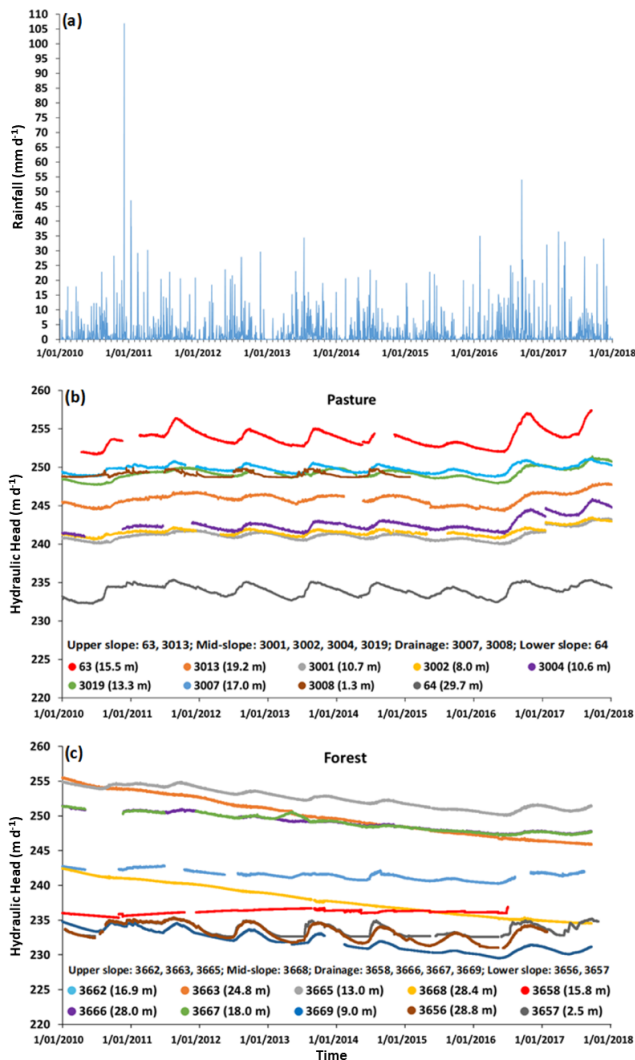 (a)
110
105
100
95
90
85
80
75
70
65
60
55
50
45
40
35
30
25
20
15
10
5
0
Rainfall (mm d-1)
1/01/2010 1/01/2011 1/01/2012 1/01/2013 1/01/2014 1/01/2015 1/01/2016 1/01/2017 1/01/2018
(b)
Pasture
260
255
250
245
240
235
230
225
220
Hydraulic Head (m d-1)
Upper slope: 63, 3013; Mid-slope: 3001, 3002, 3004, 3019; Drainage: 3007, 3008; Lower slope: 64
63 (15.5 m) 3013 (19.2 m) 3001 (10.7 m) 3002 (8.0 m) 3004 (10.6 m)
3019 (13.3 m) 3007 (17.0 m) 3008 (1.3 m) 64 (29.7 m)
1/01/2010 1/01/2011 1/01/2012 1/01/2013 1/01/2014 1/01/2015 1/01/2016 1/01/2017 1/01/2018
(c)
Forest
260
255
250
245
240
235
230
225
220
Hydraulic Head (m d-1)
Upper slope: 3662, 3663, 3665; Mid-slope: 3668; Drainage: 3658, 3666, 3667, 3669; Lower slope: 3656, 3657
3662 (16.9 m) 3663 (24.8 m) 3665 (13.0 m) 3668 (28.4 m) 3658 (15.8 m)
3666 (28.0 m) 3667 (18.0 m) 3669 (9.0 m) 3656 (28.8 m) 3657 (2.5 m)
1/01/2010 1/01/2011 1/01/2012 1/01/2013 1/01/2014 1/01/2015 1/01/2016 1/01/2017 1/01/2018
Time